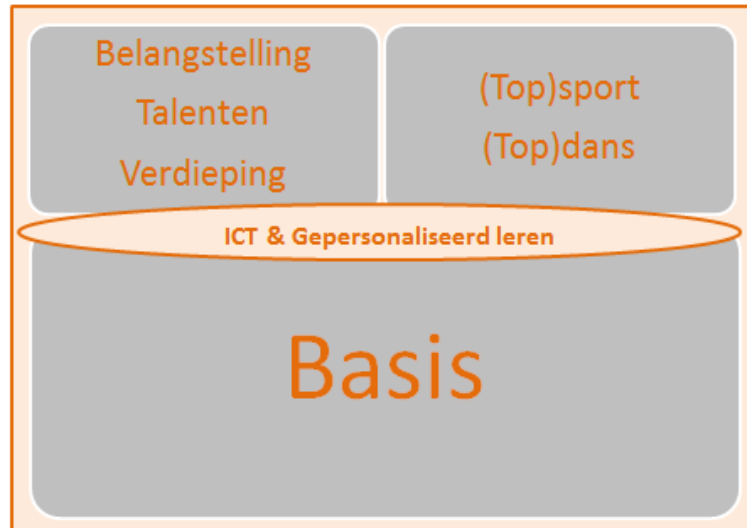 Belangstelling
Talenten
Verdieping
(Top)sport
(Top)dans
ICT & Gepersonaliseerd leren
Basis